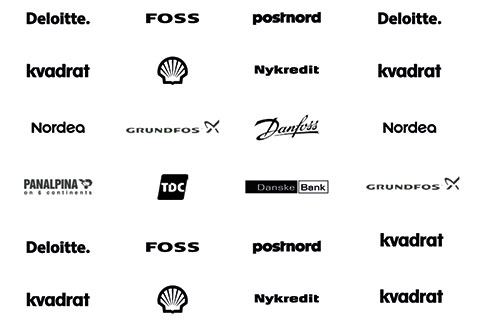 Deloitte. FOSS postnord Deloitte.
kvadrat Nykredit kvadrat
Nordea GRUNDFOS Danfoss Nordea
PANALPINA
on 6 continents
TDC Danske Bank GRUNDFOS
Deloitte. FOSS postnord kvadrat
kvadrat Nykredit kvadrat